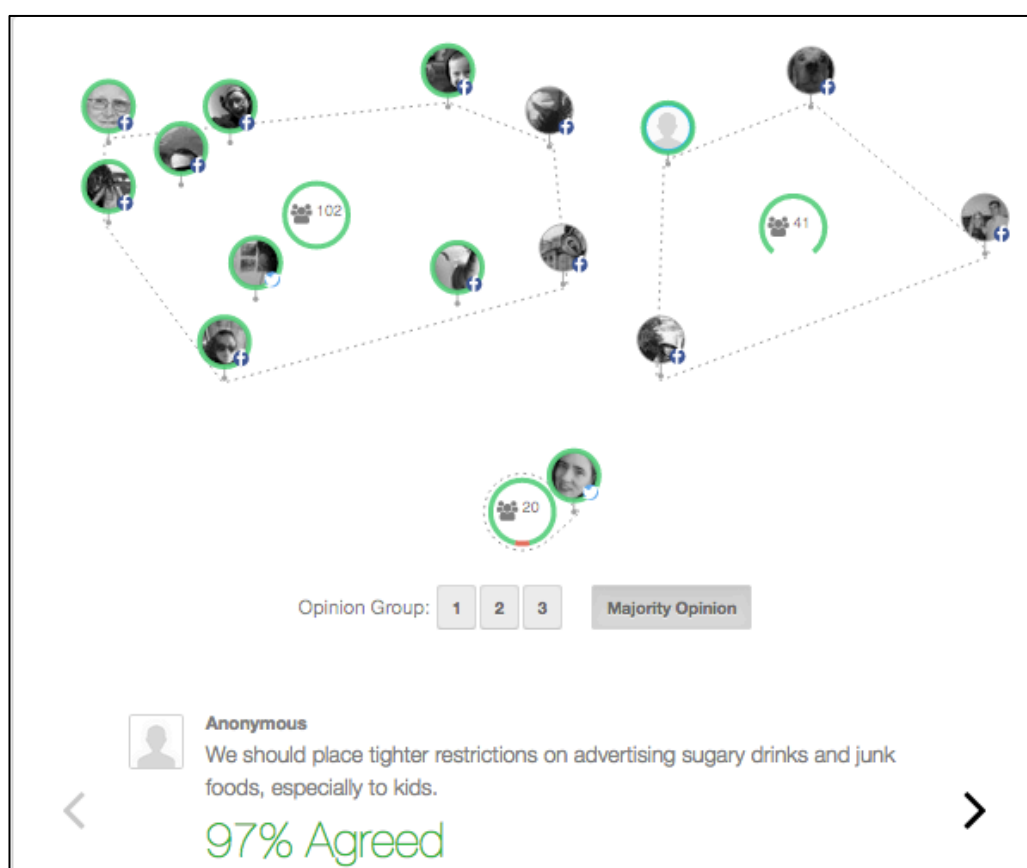 102
41
20
Opinion Group: 1 2 3 Majority Opinion
Anonymous
We should place tighter restrictions on advertising sugary drinks and junk
foods, especially to kids.
97% Agreed